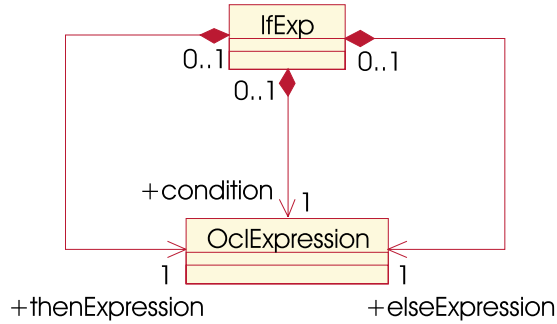 IfExp
0..1
0..1
0..1
+condition
1
OclExpression
1
1
+thenExpression
+elseExpression